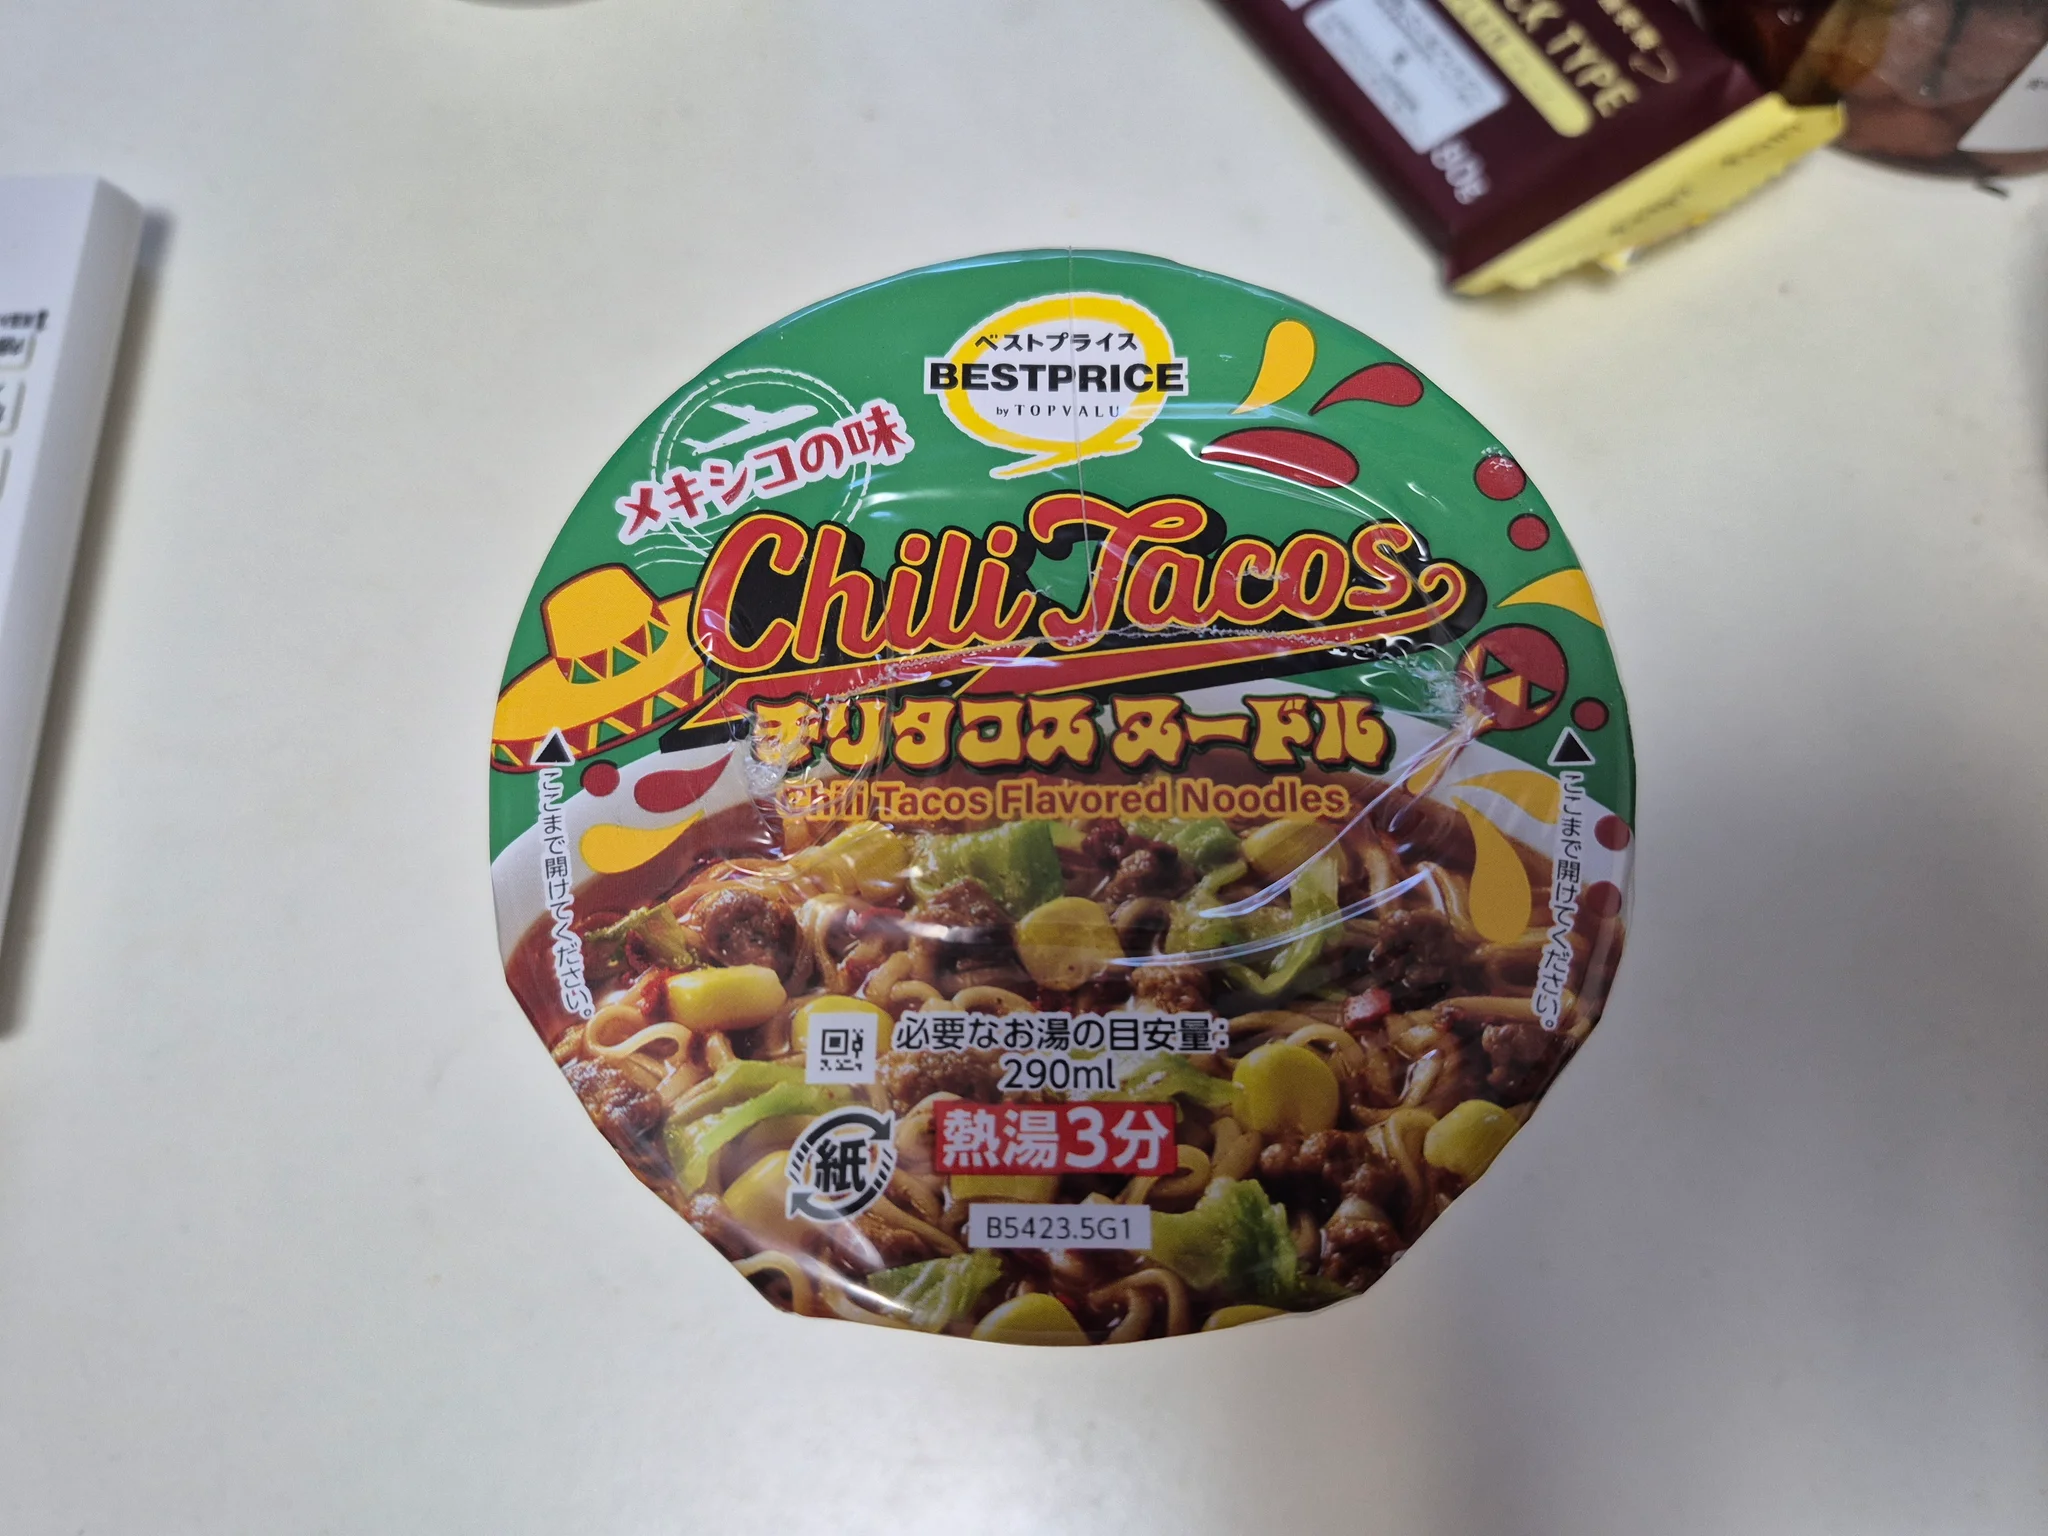 CK TYPE
80g
ベストプライス
BESTPRICE
by TOPVALU
メキシコの味
Chili Tacos
チリタコス ヌードル
Chili Tacos Flavored Noodles
ここまで開けてください。
ここまで開けてください。
必要なお湯の目安量:
290ml
熱湯3分
紙
B5423.5G1